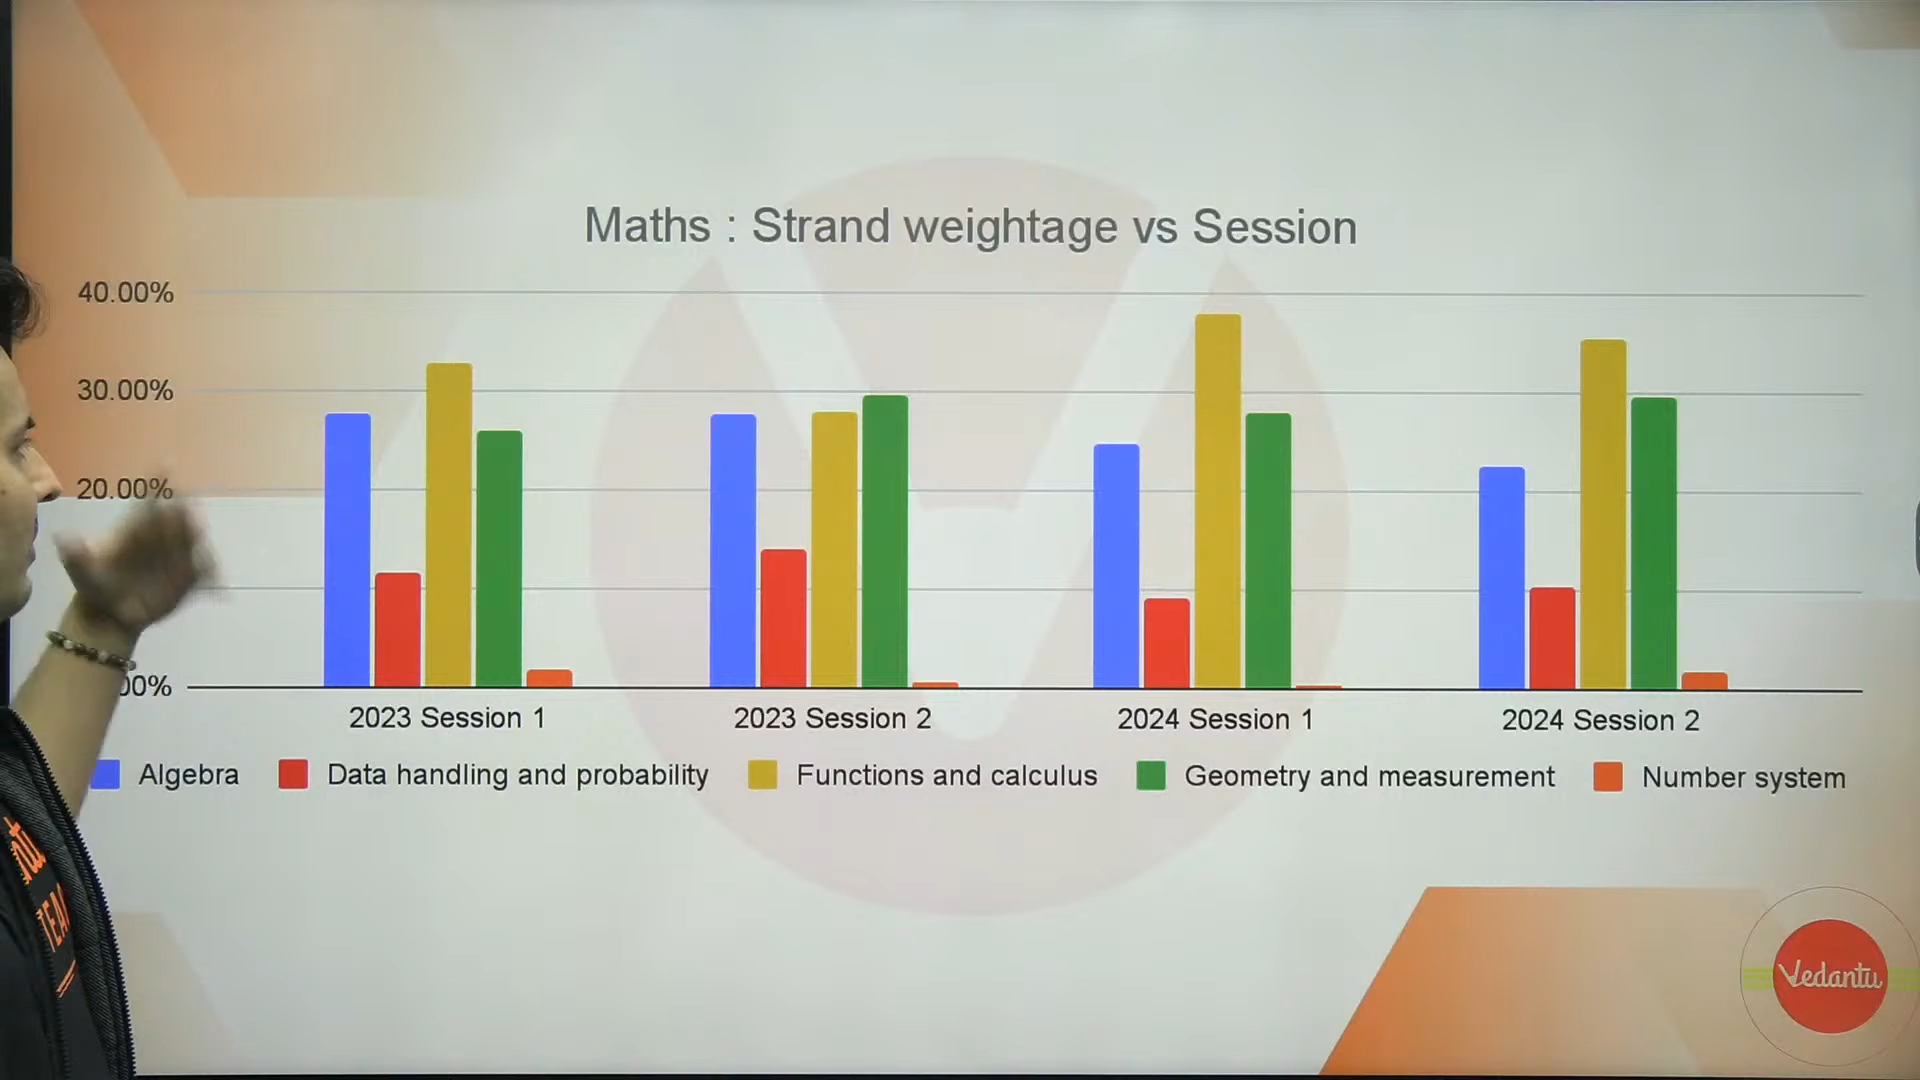 Maths : Strand weightage vs Session
40.00%
30.00%
20.00%
00%
2023 Session 1
2023 Session 2
2024 Session 1
2024 Session 2
Algebra
Data handling and probability
Functions and calculus
Geometry and measurement
Number system
Vedantu